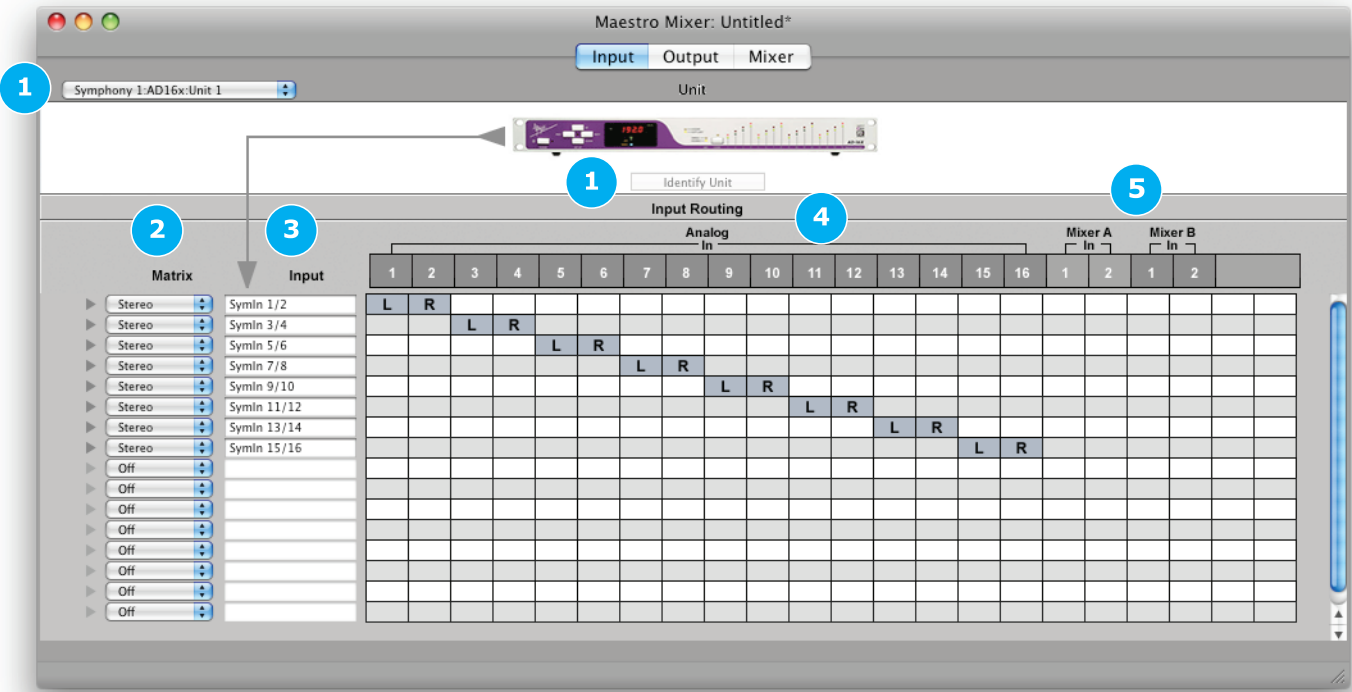 Maestro Mixer: Untitled*
Input Output Mixer
1 Symphony 1:AD16x:Unit 1 Unit
192.0
1 Identify Unit
5
Input Routing
2 3 4
Analog Mixer A Mixer B
In In In
Matrix Input 1 2 3 4 5 6 7 8 9 10 11 12 13 14 15 16 1 2 1 2
Stereo SymIn 1/2 L R
Stereo SymIn 3/4 L R
Stereo SymIn 5/6 L R
Stereo SymIn 7/8 L R
Stereo SymIn 9/10 L R
Stereo SymIn 11/12 L R
Stereo SymIn 13/14 L R
Stereo SymIn 15/16 L R
Off
Off
Off
Off
Off
Off
Off
Off